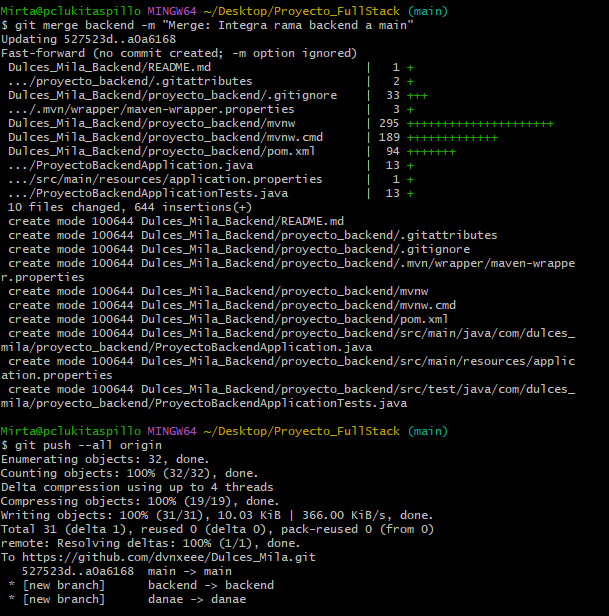 Mirta@pclukitaspillo MINGW64 ~/Desktop/Proyecto_FullStack (main)
$ git merge backend -m "Merge: Integra rama backend a main"
Updating 527523d..a0a6168
Fast-forward (no commit created; -m option ignored)
 Dulces_Mila_Backend/README.md                      |   1 +
 .../proyecto_backend/.gitattributes                |   2 +
 Dulces_Mila_Backend/proyecto_backend/.gitignore    |  33 +++
 .../.mvn/wrapper/maven-wrapper.properties          |   3 +
 Dulces_Mila_Backend/proyecto_backend/mvnw          | 295 +++++++++++++++++++++
 Dulces_Mila_Backend/proyecto_backend/mvnw.cmd      | 189 +++++++++++++
 Dulces_Mila_Backend/proyecto_backend/pom.xml       |  94 +++++++
 .../ProyectoBackendApplication.java                |  13 +
 .../src/main/resources/application.properties      |   1 +
 .../ProyectoBackendApplicationTests.java           |  13 +
 10 files changed, 644 insertions(+)
 create mode 100644 Dulces_Mila_Backend/README.md
 create mode 100644 Dulces_Mila_Backend/proyecto_backend/.gitattributes
 create mode 100644 Dulces_Mila_Backend/proyecto_backend/.gitignore
 create mode 100644 Dulces_Mila_Backend/proyecto_backend/.mvn/wrapper/maven-wrappe
r.properties
 create mode 100644 Dulces_Mila_Backend/proyecto_backend/mvnw
 create mode 100644 Dulces_Mila_Backend/proyecto_backend/mvnw.cmd
 create mode 100644 Dulces_Mila_Backend/proyecto_backend/pom.xml
 create mode 100644 Dulces_Mila_Backend/proyecto_backend/src/main/java/com/dulces_
mila/proyecto_backend/ProyectoBackendApplication.java
 create mode 100644 Dulces_Mila_Backend/proyecto_backend/src/main/resources/applic
ation.properties
 create mode 100644 Dulces_Mila_Backend/proyecto_backend/src/test/java/com/dulces_
mila/proyecto_backend/ProyectoBackendApplicationTests.java
Mirta@pclukitaspillo MINGW64 ~/Desktop/Proyecto_FullStack (main)
$ git push --all origin
Enumerating objects: 32, done.
Counting objects: 100% (32/32), done.
Delta compression using up to 4 threads
Compressing objects: 100% (19/19), done.
Writing objects: 100% (31/31), 10.03 KiB | 366.00 KiB/s, done.
Total 31 (delta 1), reused 0 (delta 0), pack-reused 0 (from 0)
remote: Resolving deltas: 100% (1/1), done.
To https://github.com/dvnxeee/Dulces_Mila.git
   527523d..a0a6168  main -> main
 * [new branch]      backend -> backend
 * [new branch]      danae -> danae